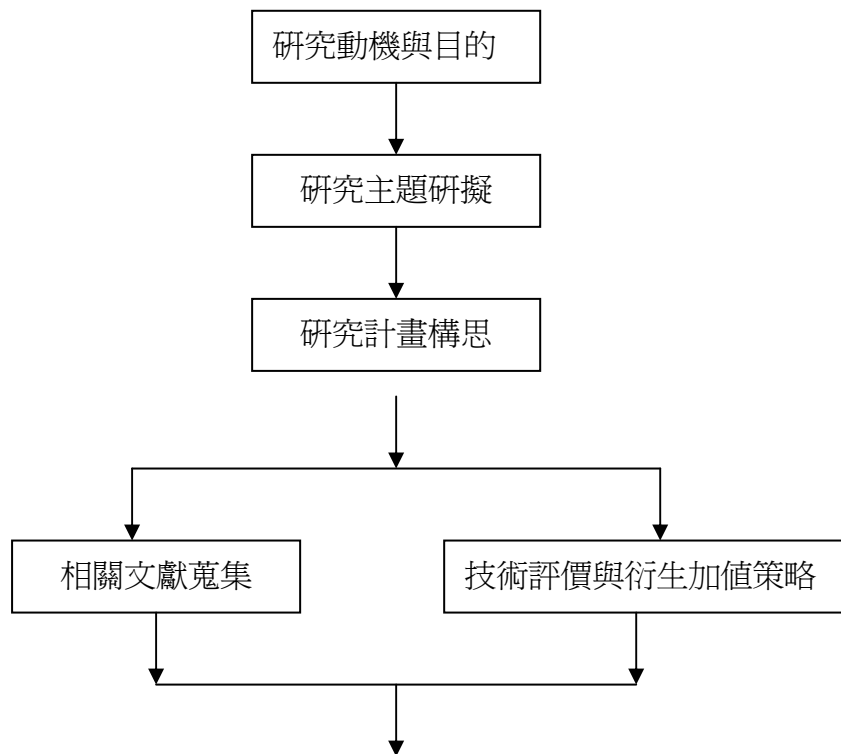 研究動機與目的
研究主題研擬
研究計畫構思
相關文獻蒐集
技術評價與衍生加值策略